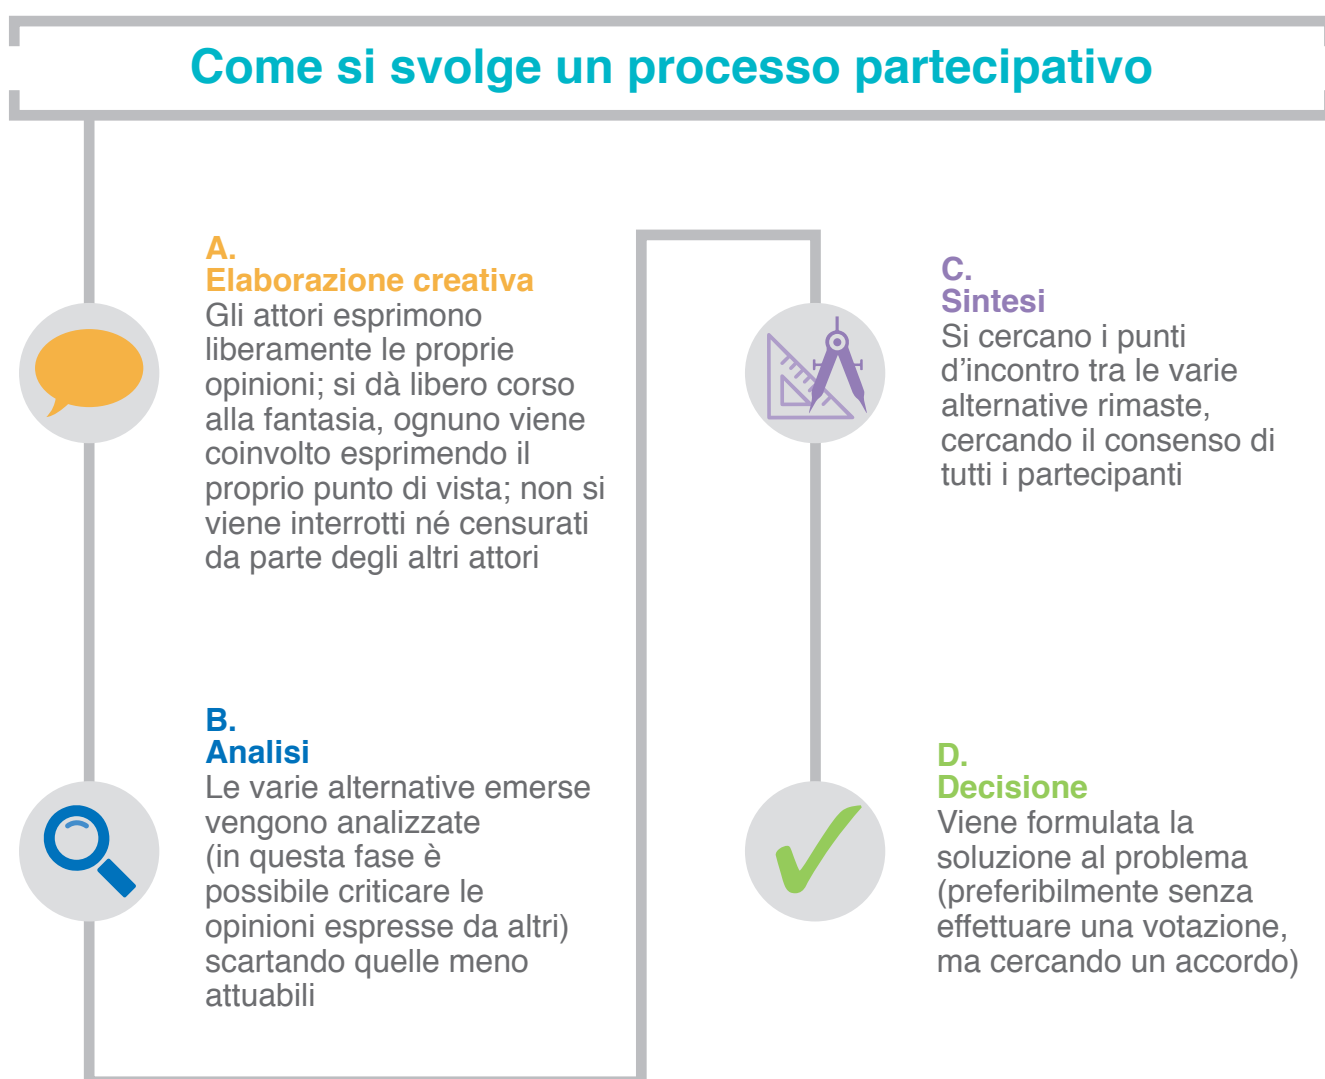 Come si svolge un processo partecipativo
A.
Elaborazione creativa
Gli attori esprimono
liberamente le proprie
opinioni; si dà libero corso
alla fantasia, ognuno viene
coinvolto esprimendo il
proprio punto di vista; non si
viene interrotti né censurati
da parte degli altri attori
B.
Analisi
Le varie alternative emerse
vengono analizzate
(in questa fase è
possibile criticare le
opinioni espresse da altri)
scartando quelle meno
attuabili
C.
Sintesi
Si cercano i punti
d’incontro tra le varie
alternative rimaste,
cercando il consenso di
tutti i partecipanti
D.
Decisione
Viene formulata la
soluzione al problema
(preferibilmente senza
effettuare una votazione,
ma cercando un accordo)